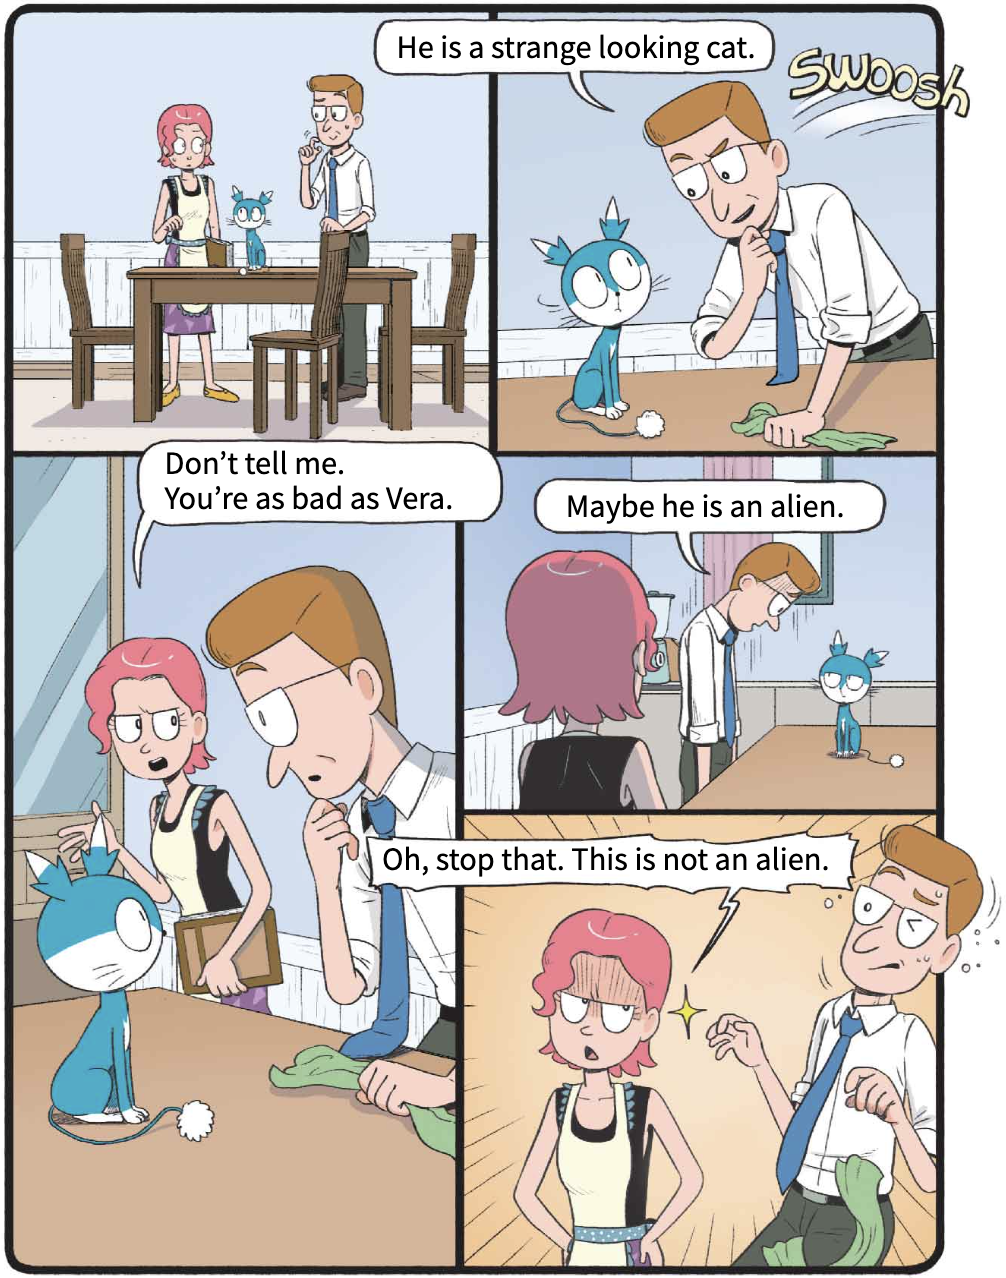 He is a strange looking cat.
SWOOSh
Don't tell me.
You're as bad as Vera.
Maybe he is an alien.
Oh, stop that. This is not an alien.